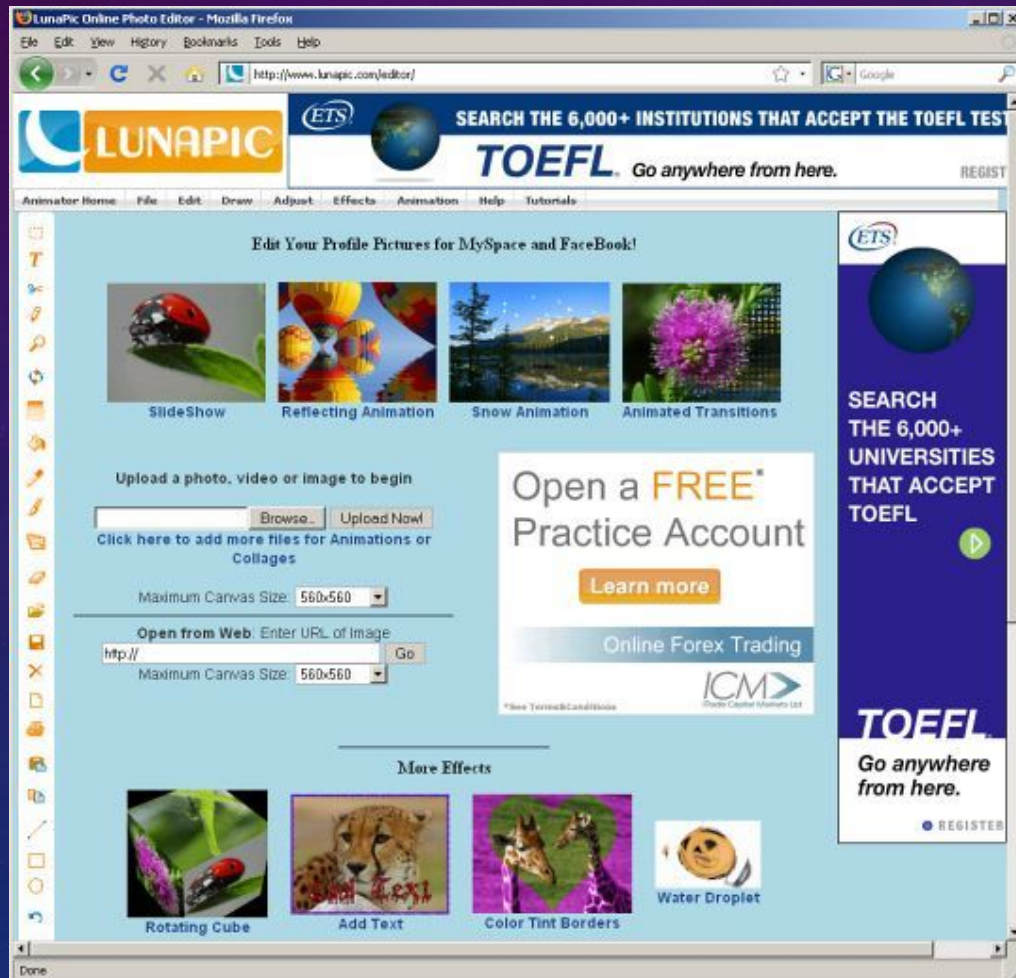 LunaPic Online Photo Editor - Mozilla Firefox
File Edit View History Bookmarks Tools Help
http://www.lunapic.com/editor/
Google
LUNAPIC
ETS
SEARCH THE 6,000+ INSTITUTIONS THAT ACCEPT THE TOEFL TEST
TOEFL. Go anywhere from here.
REGIST
Animator Home File Edit Draw Adjust Effects Animation Help Tutorials
Edit Your Profile Pictures for MySpace and FaceBook!
SlideShow Reflecting Animation Snow Animation Animated Transitions
Upload a photo, video or image to begin
Browse... Upload Now!
Click here to add more files for Animations or
Collages
Maximum Canvas Size: 560x560
Open from Web: Enter URL of Image
http:// Go
Maximum Canvas Size: 560x560
Open a FREE*
Practice Account
Learn more
Online Forex Trading
ICM
*See Terms&Conditions
ETS
SEARCH
THE 6,000+
UNIVERSITIES
THAT ACCEPT
TOEFL
TOEFL.
Go anywhere
from here.
REGISTER
More Effects
Add Text
Rotating Cube Add Text Color Tint Borders Water Droplet
Done